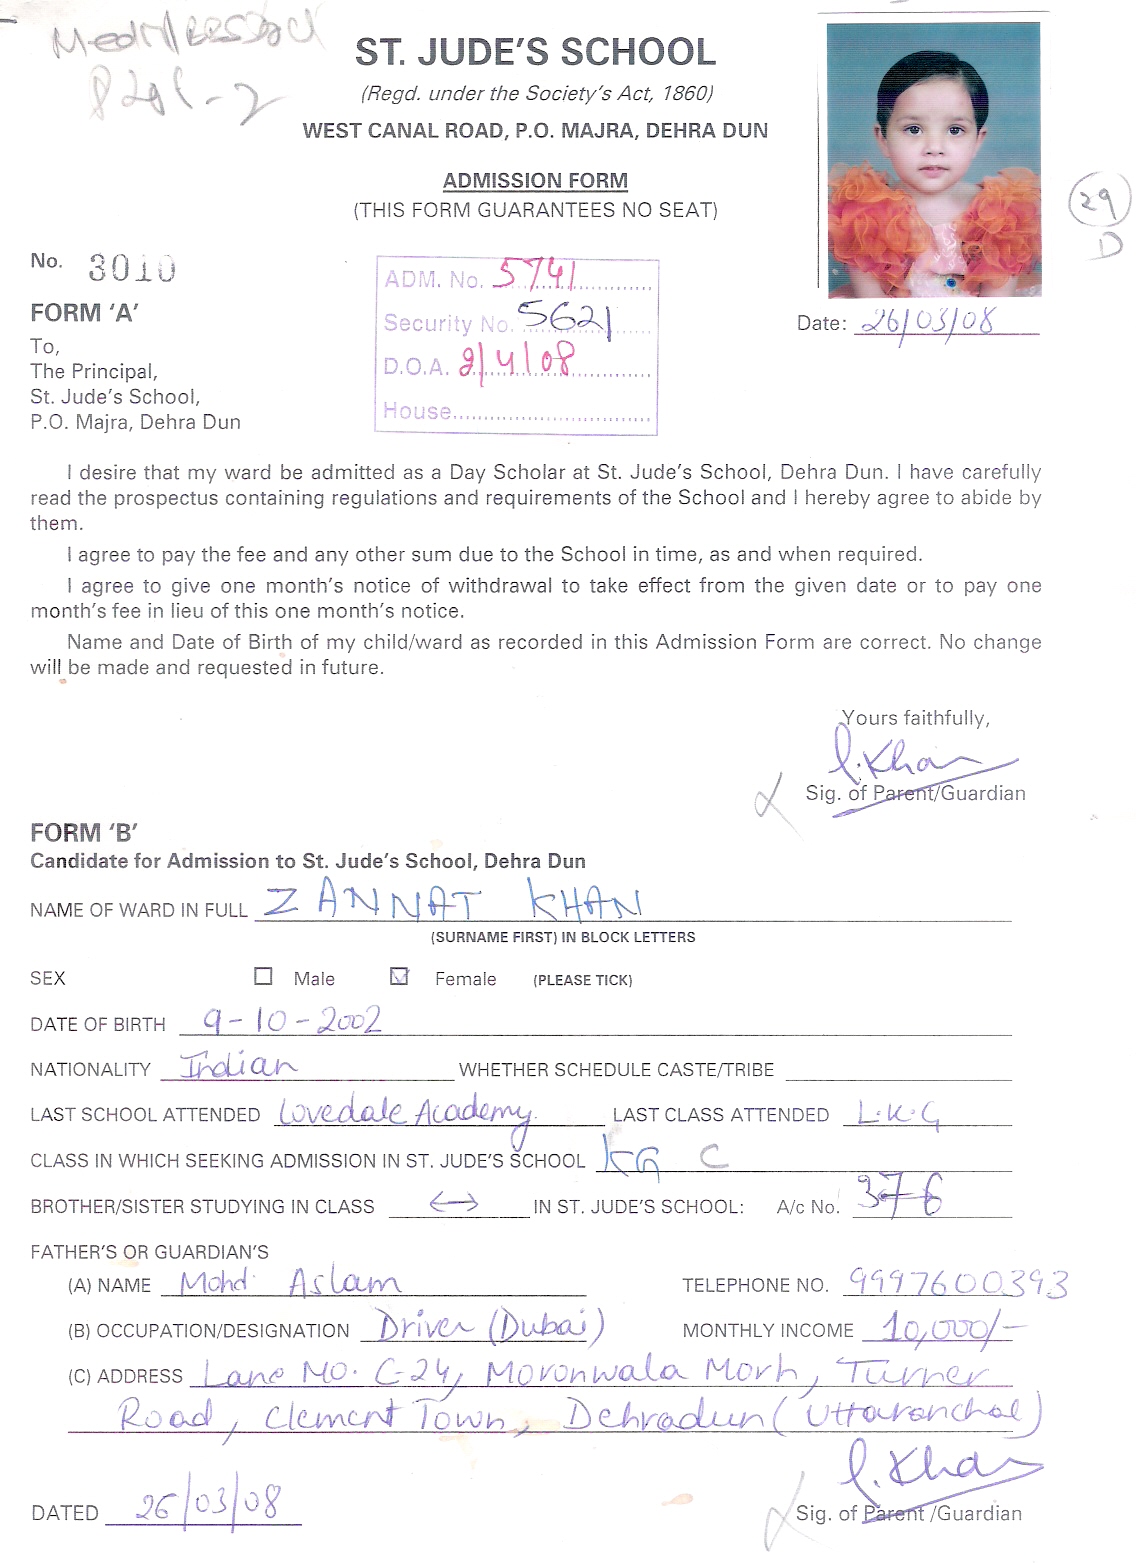 ST. JUDE'S SCHOOL
(Regd. under the Society's Act, 1860)
WEST CANAL ROAD, P.O. MAJRA, DEHRA DUN
ADMISSION FORM
(THIS FORM GUARANTEES NO SEAT)
29
D
No. 3010
ADM. No. 5741
Security No. 5621
D.O.A. 2/4/08
House
Date: 26/03/08
FORM 'A'
To,
The Principal,
St. Jude's School,
P.O. Majra, Dehra Dun
I desire that my ward be admitted as a Day Scholar at St. Jude's School, Dehra Dun. I have carefully
read the prospectus containing regulations and requirements of the School and I hereby agree to abide by
them.
I agree to pay the fee and any other sum due to the School in time, as and when required.
I agree to give one month's notice of withdrawal to take effect from the given date or to pay one
month's fee in lieu of this one month's notice.
Name and Date of Birth of my child/ward as recorded in this Admission Form are correct. No change
will be made and requested in future.
Yours faithfully,
Khan
Sig. of Parent/Guardian
FORM 'B'
Candidate for Admission to St. Jude's School, Dehra Dun
NAME OF WARD IN FULL ZANNAT KHAN
(SURNAME FIRST) IN BLOCK LETTERS
SEX Male Female (PLEASE TICK)
DATE OF BIRTH 9-10-2002
NATIONALITY Indian WHETHER SCHEDULE CASTE/TRIBE
LAST SCHOOL ATTENDED Lovedale Academy. LAST CLASS ATTENDED L.K.G
CLASS IN WHICH SEEKING ADMISSION IN ST. JUDE'S SCHOOL KG C
BROTHER/SISTER STUDYING IN CLASS IN ST. JUDE'S SCHOOL: A/c No. 376
FATHER'S OR GUARDIAN'S
(A) NAME Mohd. Aslam TELEPHONE NO. 9997600393
(B) OCCUPATION/DESIGNATION Driver (Dubai) MONTHLY INCOME 10,000/-
(C) ADDRESS Lane No. C-24, Moronwala Morh, Turner
Road, Clement Town, Dehradun (Uttaranchal)
Khan
DATED 26/03/08 Sig. of Parent /Guardian